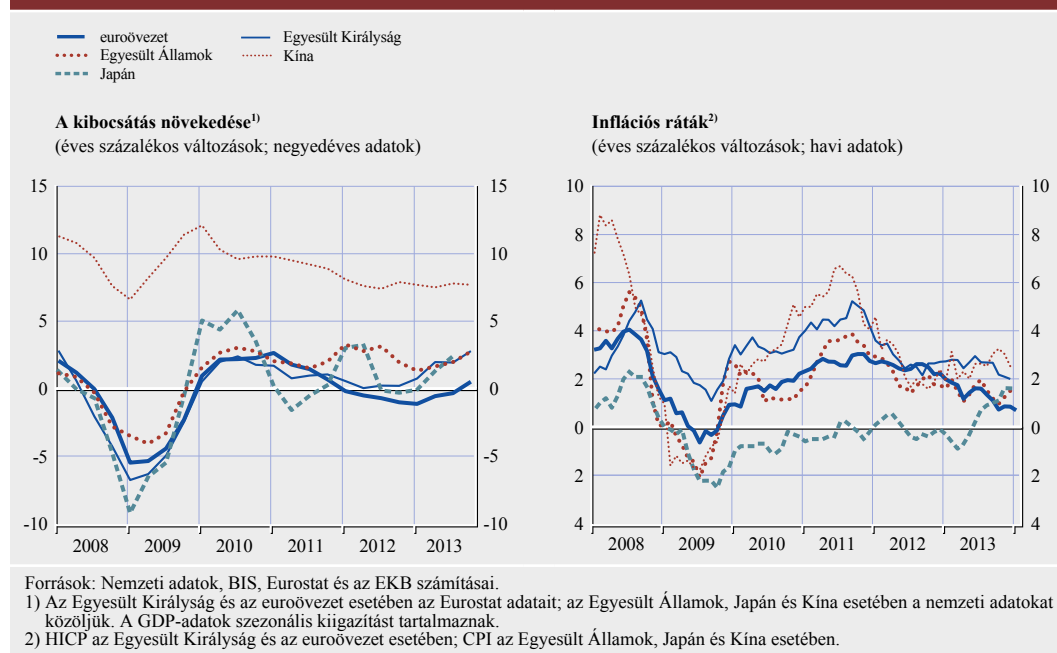 euroövezet
Egyesült Államok
Japán
Egyesült Királyság
Kína
A kibocsátás növekedése1)
(éves százalékos változások; negyedéves adatok)
15
10
5
0
-5
-10
15
10
5
0
-5
-10
2008 2009 2010 2011 2012 2013
Inflációs ráták2)
(éves százalékos változások; havi adatok)
10
8
6
4
2
0
2
4
10
8
6
4
2
0
2
4
2008 2009 2010 2011 2012 2013
Források: Nemzeti adatok, BIS, Eurostat és az EKB számításai.
1) Az Egyesült Királyság és az euroövezet esetében az Eurostat adatait; az Egyesült Államok, Japán és Kína esetében a nemzeti adatokat
közöljük. A GDP-adatok szezonális kiigazítást tartalmaznak.
2) HICP az Egyesült Királyság és az euroövezet esetében; CPI az Egyesült Államok, Japán és Kína esetében.